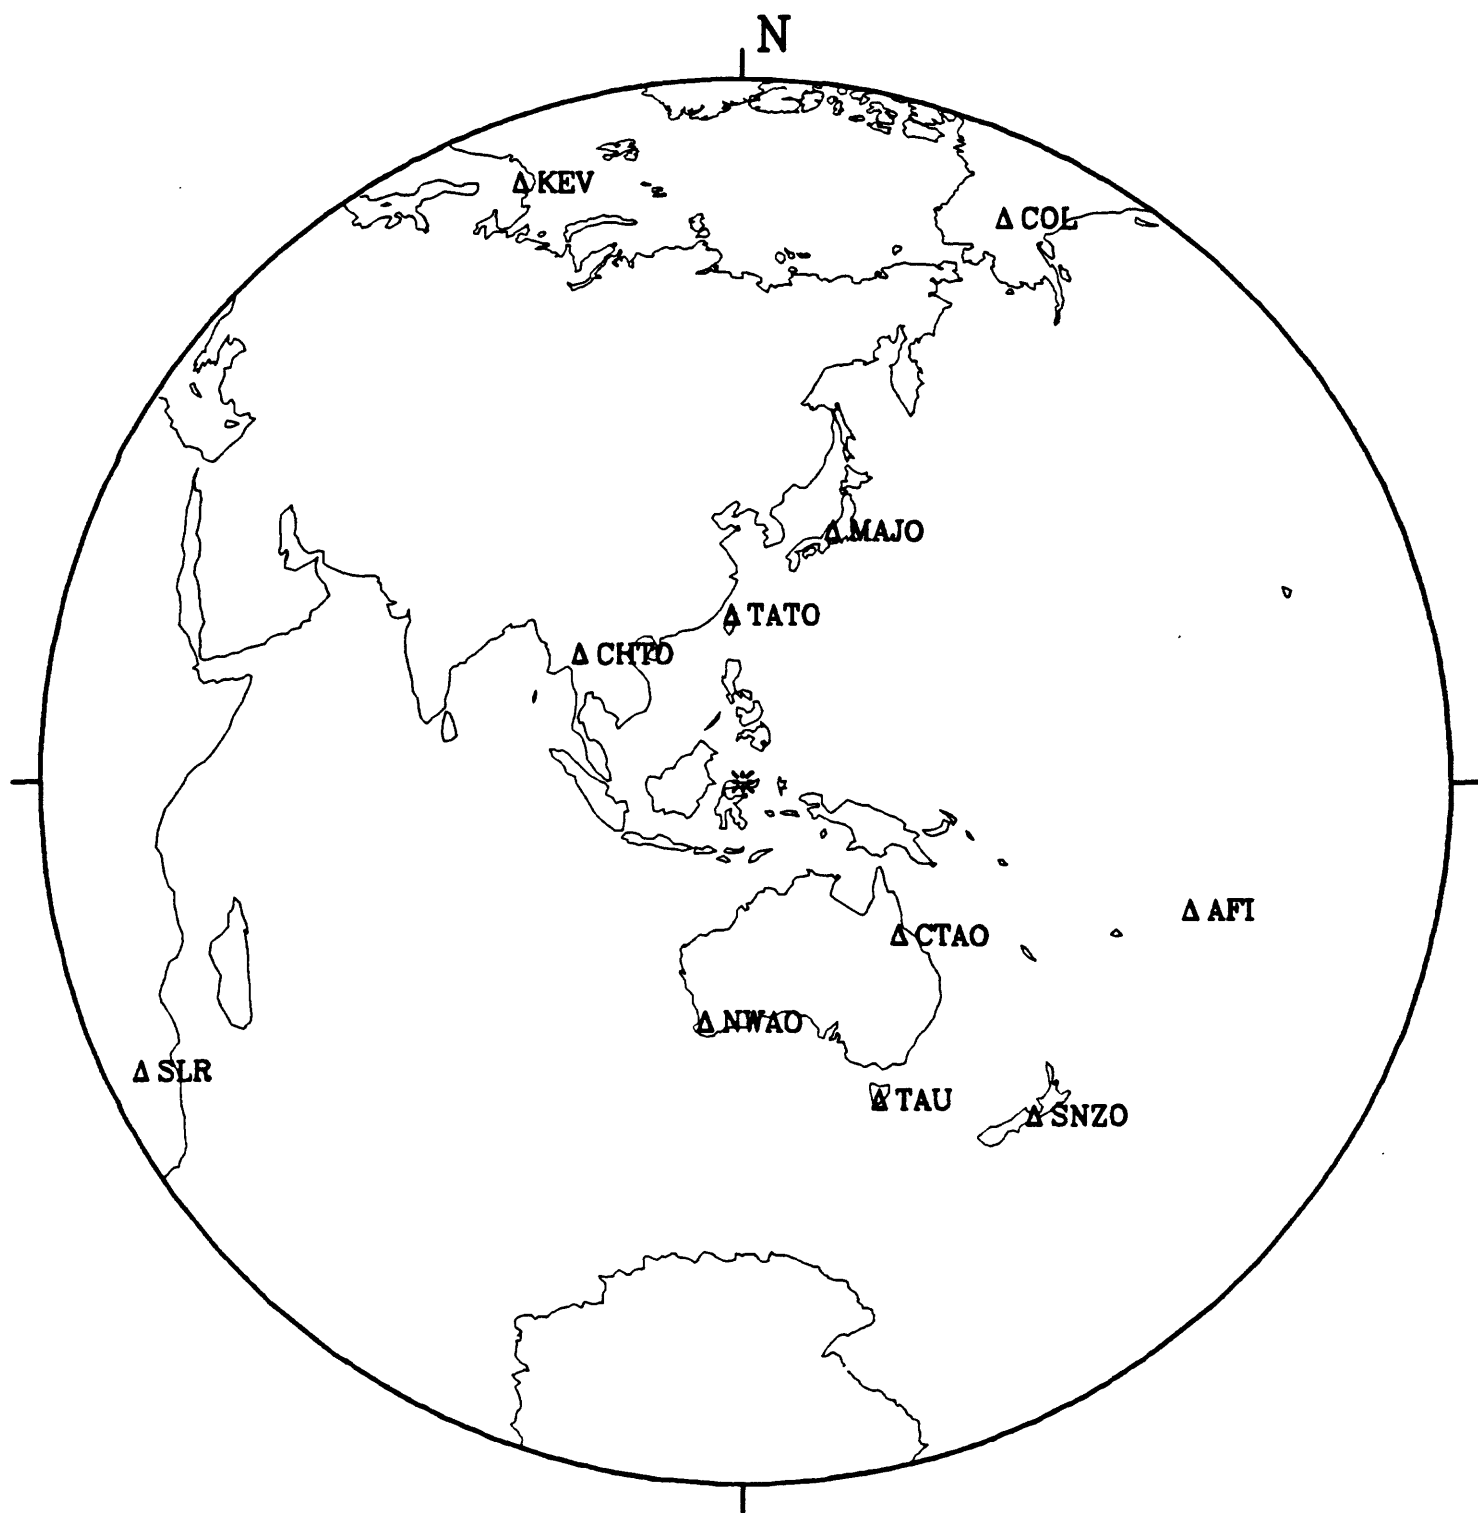 N
KEV
COL
MAJO
TATO
CHTO
AFI
CTAO
NWAO
SLR
TAU
SNZO